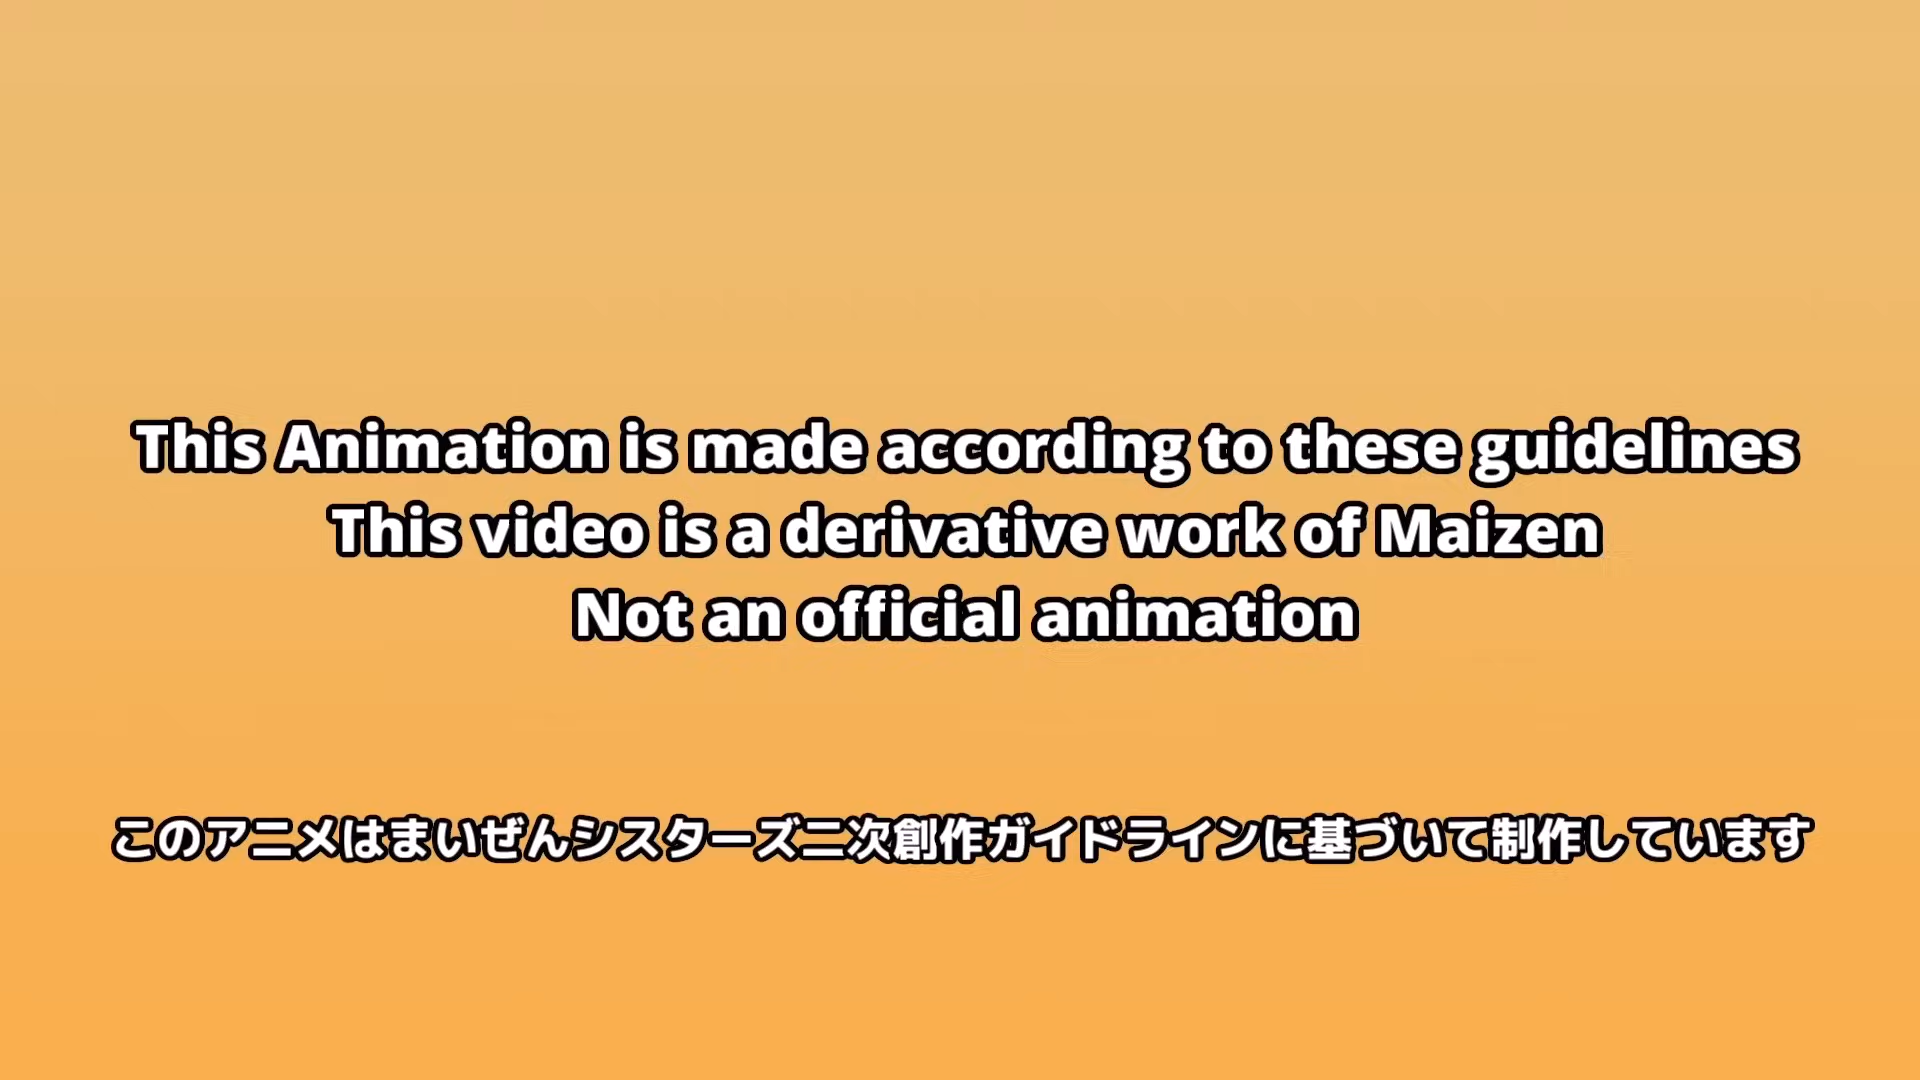 This Animation is made according to these guidelines
This video is a derivative work of Maizen
Not an official animation
このアニメはまいぜんシスターズ二次創作ガイドラインに基づいて制作しています